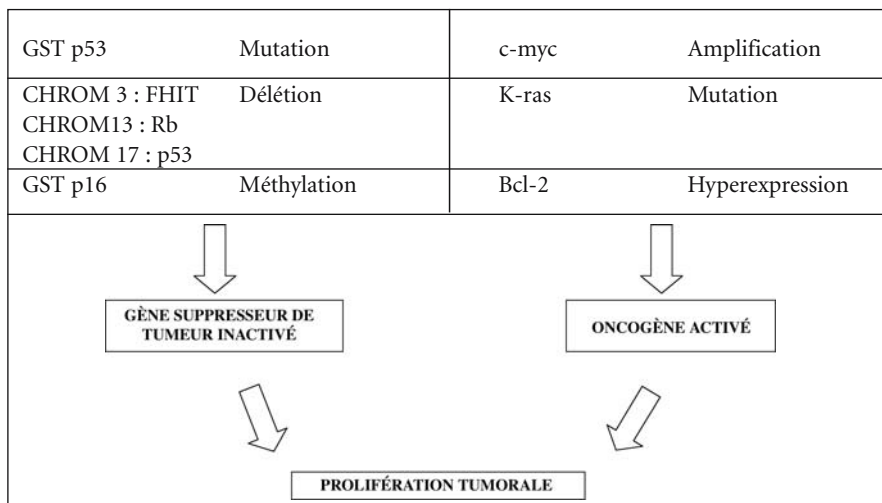 GST p53 Mutation c-myc Amplification
CHROM 3 : FHIT Délétion K-ras Mutation
CHROM13 : Rb
CHROM 17 : p53
GST p16 Méthylation Bcl-2 Hyperexpression
GÈNE SUPPRESSEUR DE
TUMEUR INACTIVÉ
ONCOGÈNE ACTIVÉ
PROLIFÉRATION TUMORALE